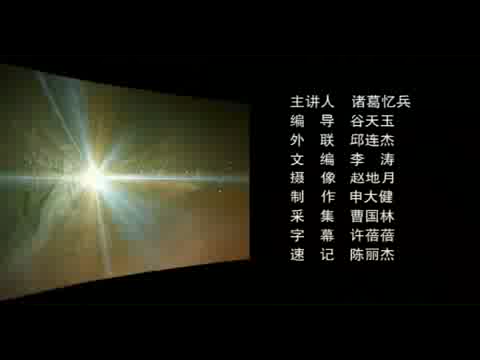 主讲人 诸葛忆兵
编导 谷天玉
外联 邱连杰
文编 李涛
摄像 赵地月
制作 申大健
采集 曹国林
字幕 许蓓蓓
速记 陈丽杰